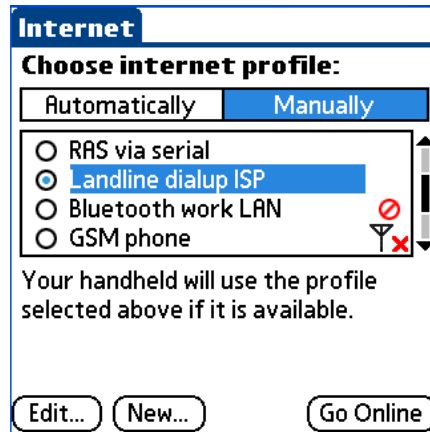 Internet
Choose internet profile:
Automatically Manually
RAS via serial
Landline dialup ISP
Bluetooth work LAN
GSM phone
Your handheld will use the profile
selected above if it is available.
Edit... New... Go Online